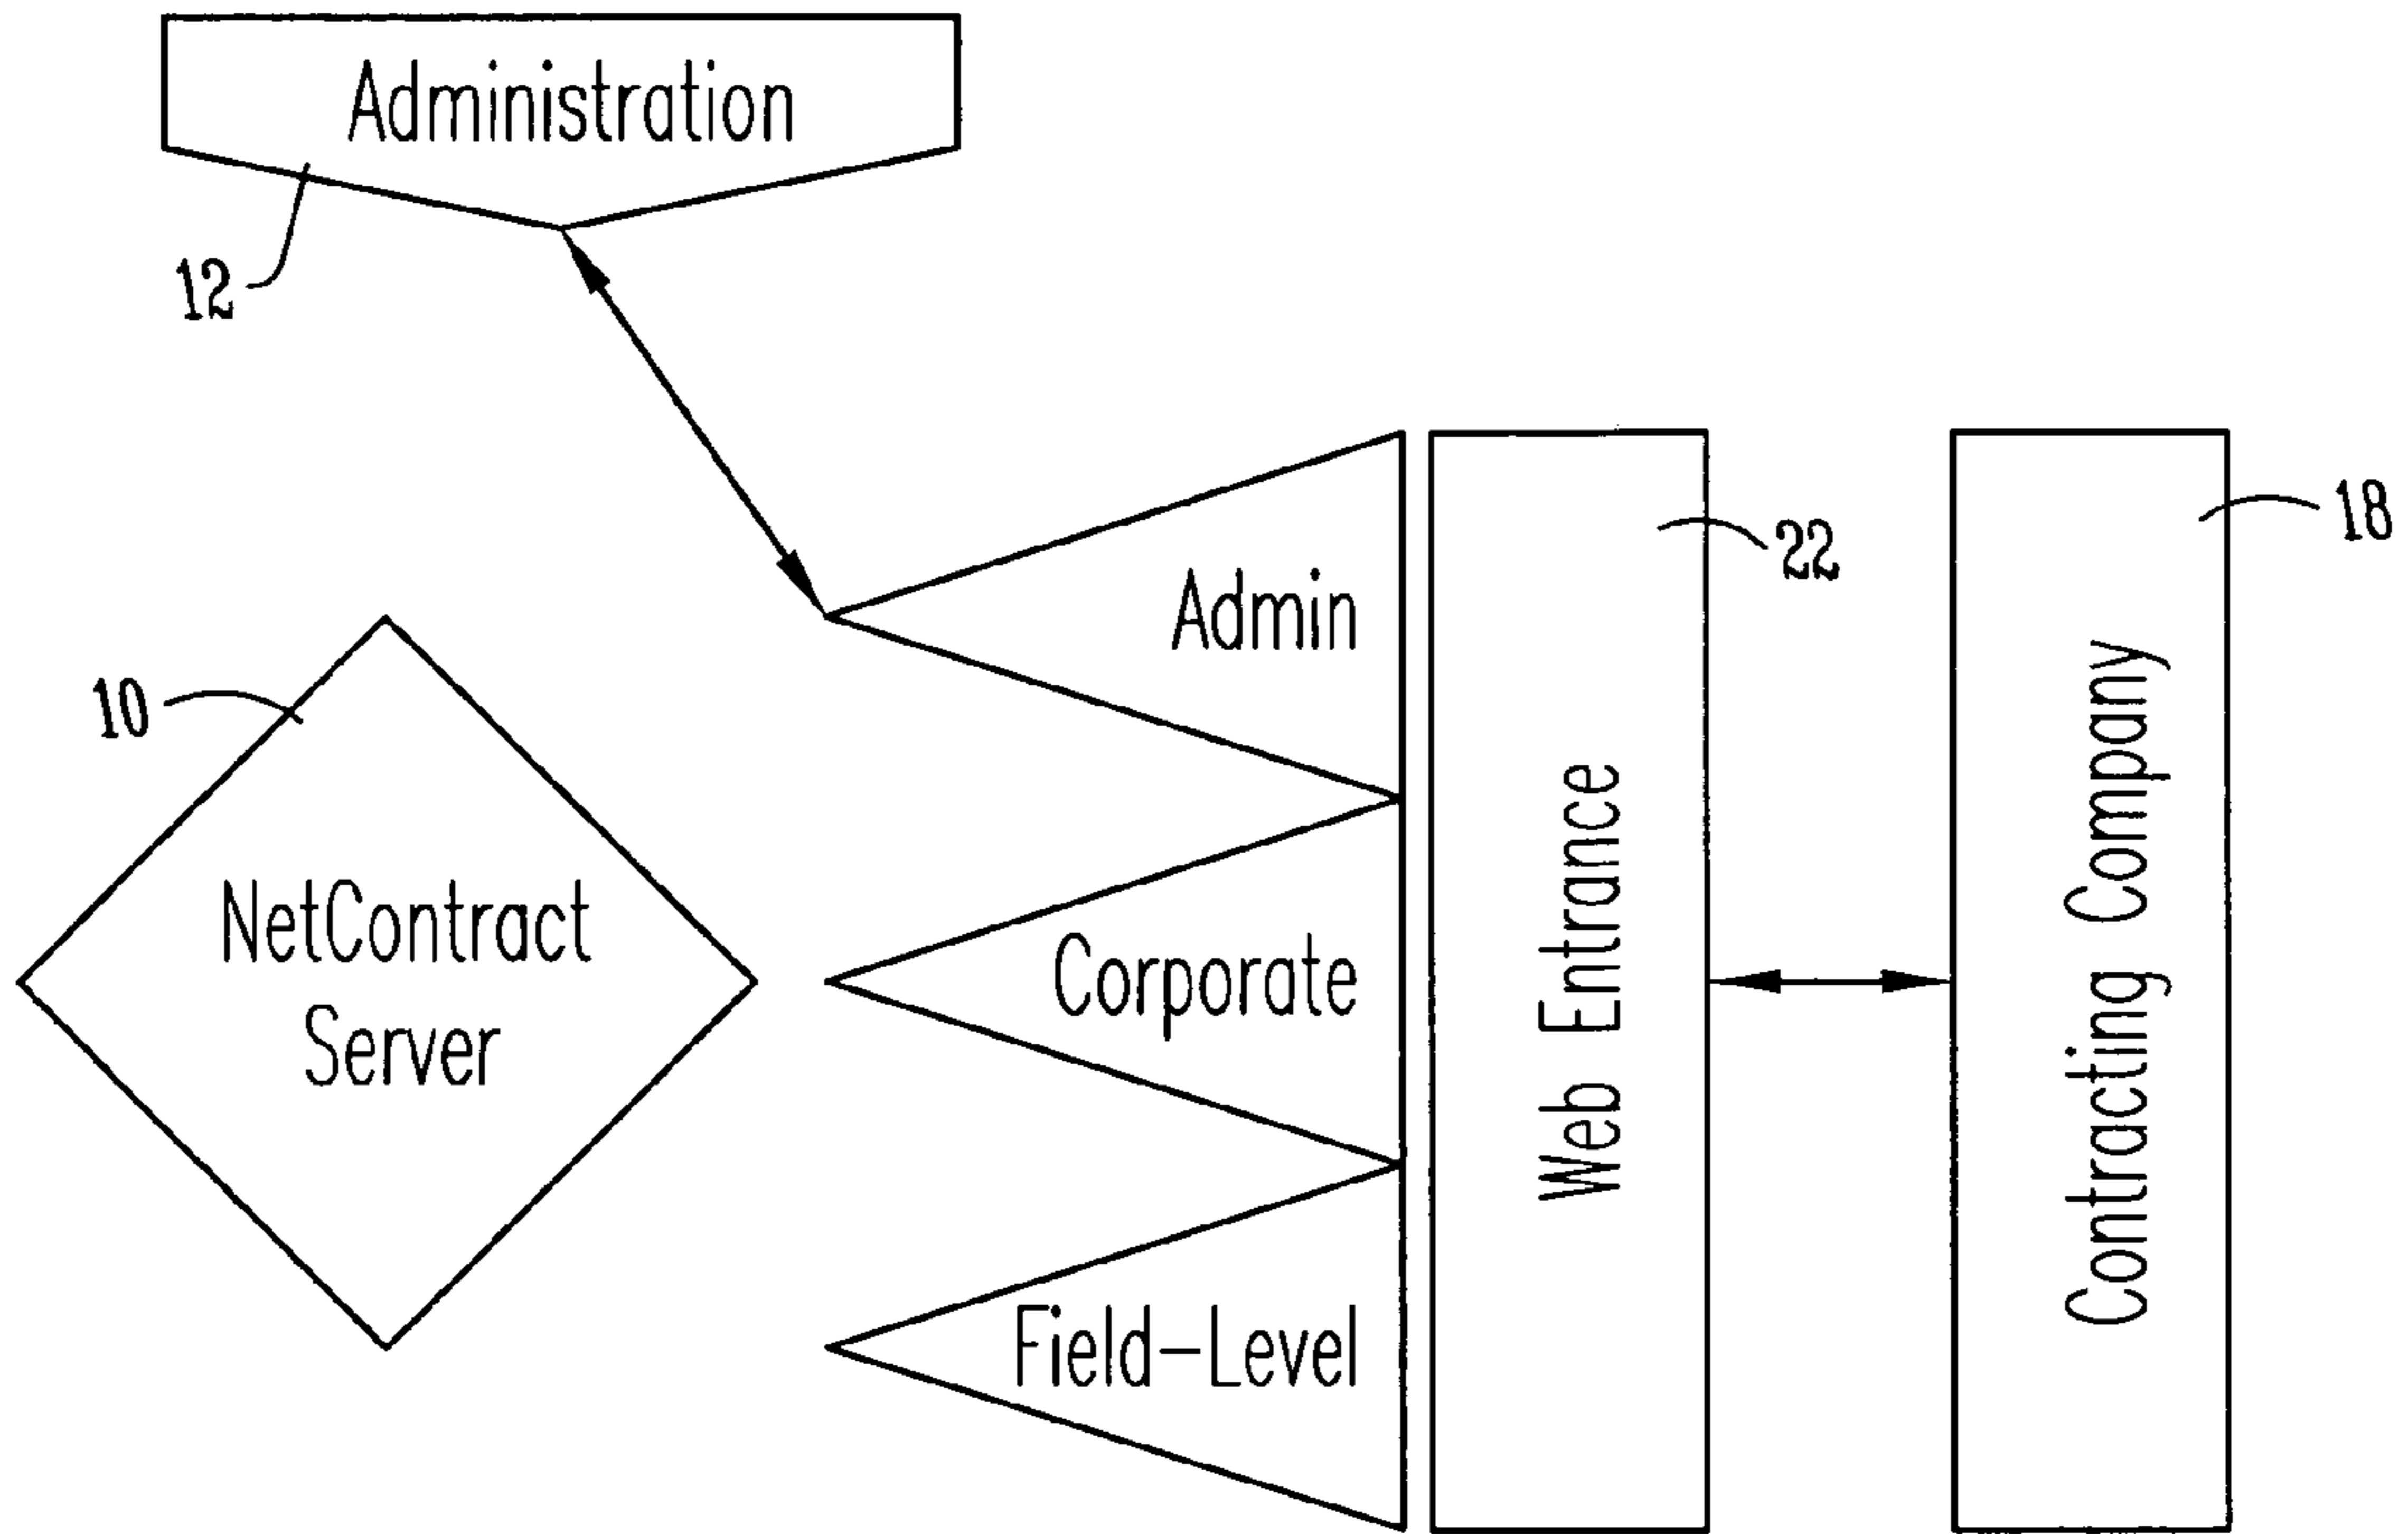 Administration
12
22
18
Admin
10
NetContract
Server
Corporate
Web Entrance
Contracting Company
Field-Level